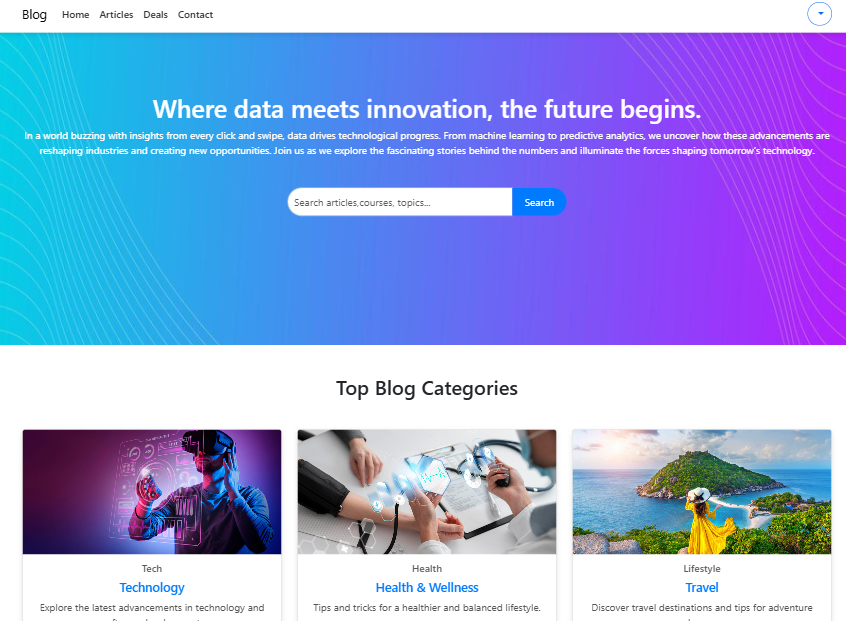 Blog Home Articles Deals Contact
Where data meets innovation, the future begins.
In a world buzzing with insights from every click and swipe, data drives technological progress. From machine learning to predictive analytics, we uncover how these advancements are
reshaping industries and creating new opportunities. Join us as we explore the fascinating stories behind the numbers and illuminate the forces shaping tomorrow's technology.
Search articles,courses, topics... Search
Top Blog Categories
Tech
Technology
Explore the latest advancements in technology and
Health
Health & Wellness
Tips and tricks for a healthier and balanced lifestyle.
Lifestyle
Travel
Discover travel destinations and tips for adventure